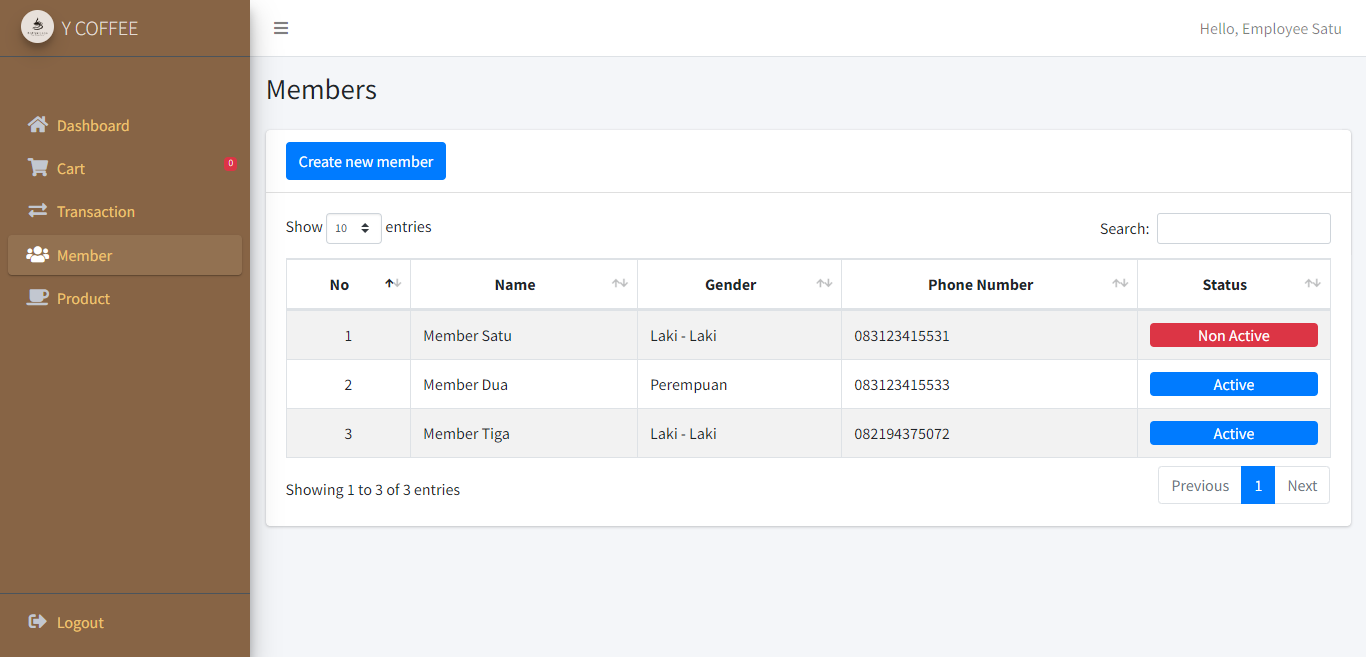 Y COFFEE
Hello, Employee Satu
Dashboard
Cart 0
Transaction
Member
Product
Logout
Members
Create new member
Show 10 entries
Search:
No Name Gender Phone Number Status
1 Member Satu Laki - Laki 083123415531 Non Active
2 Member Dua Perempuan 083123415533 Active
3 Member Tiga Laki - Laki 082194375072 Active
Showing 1 to 3 of 3 entries
Previous 1 Next